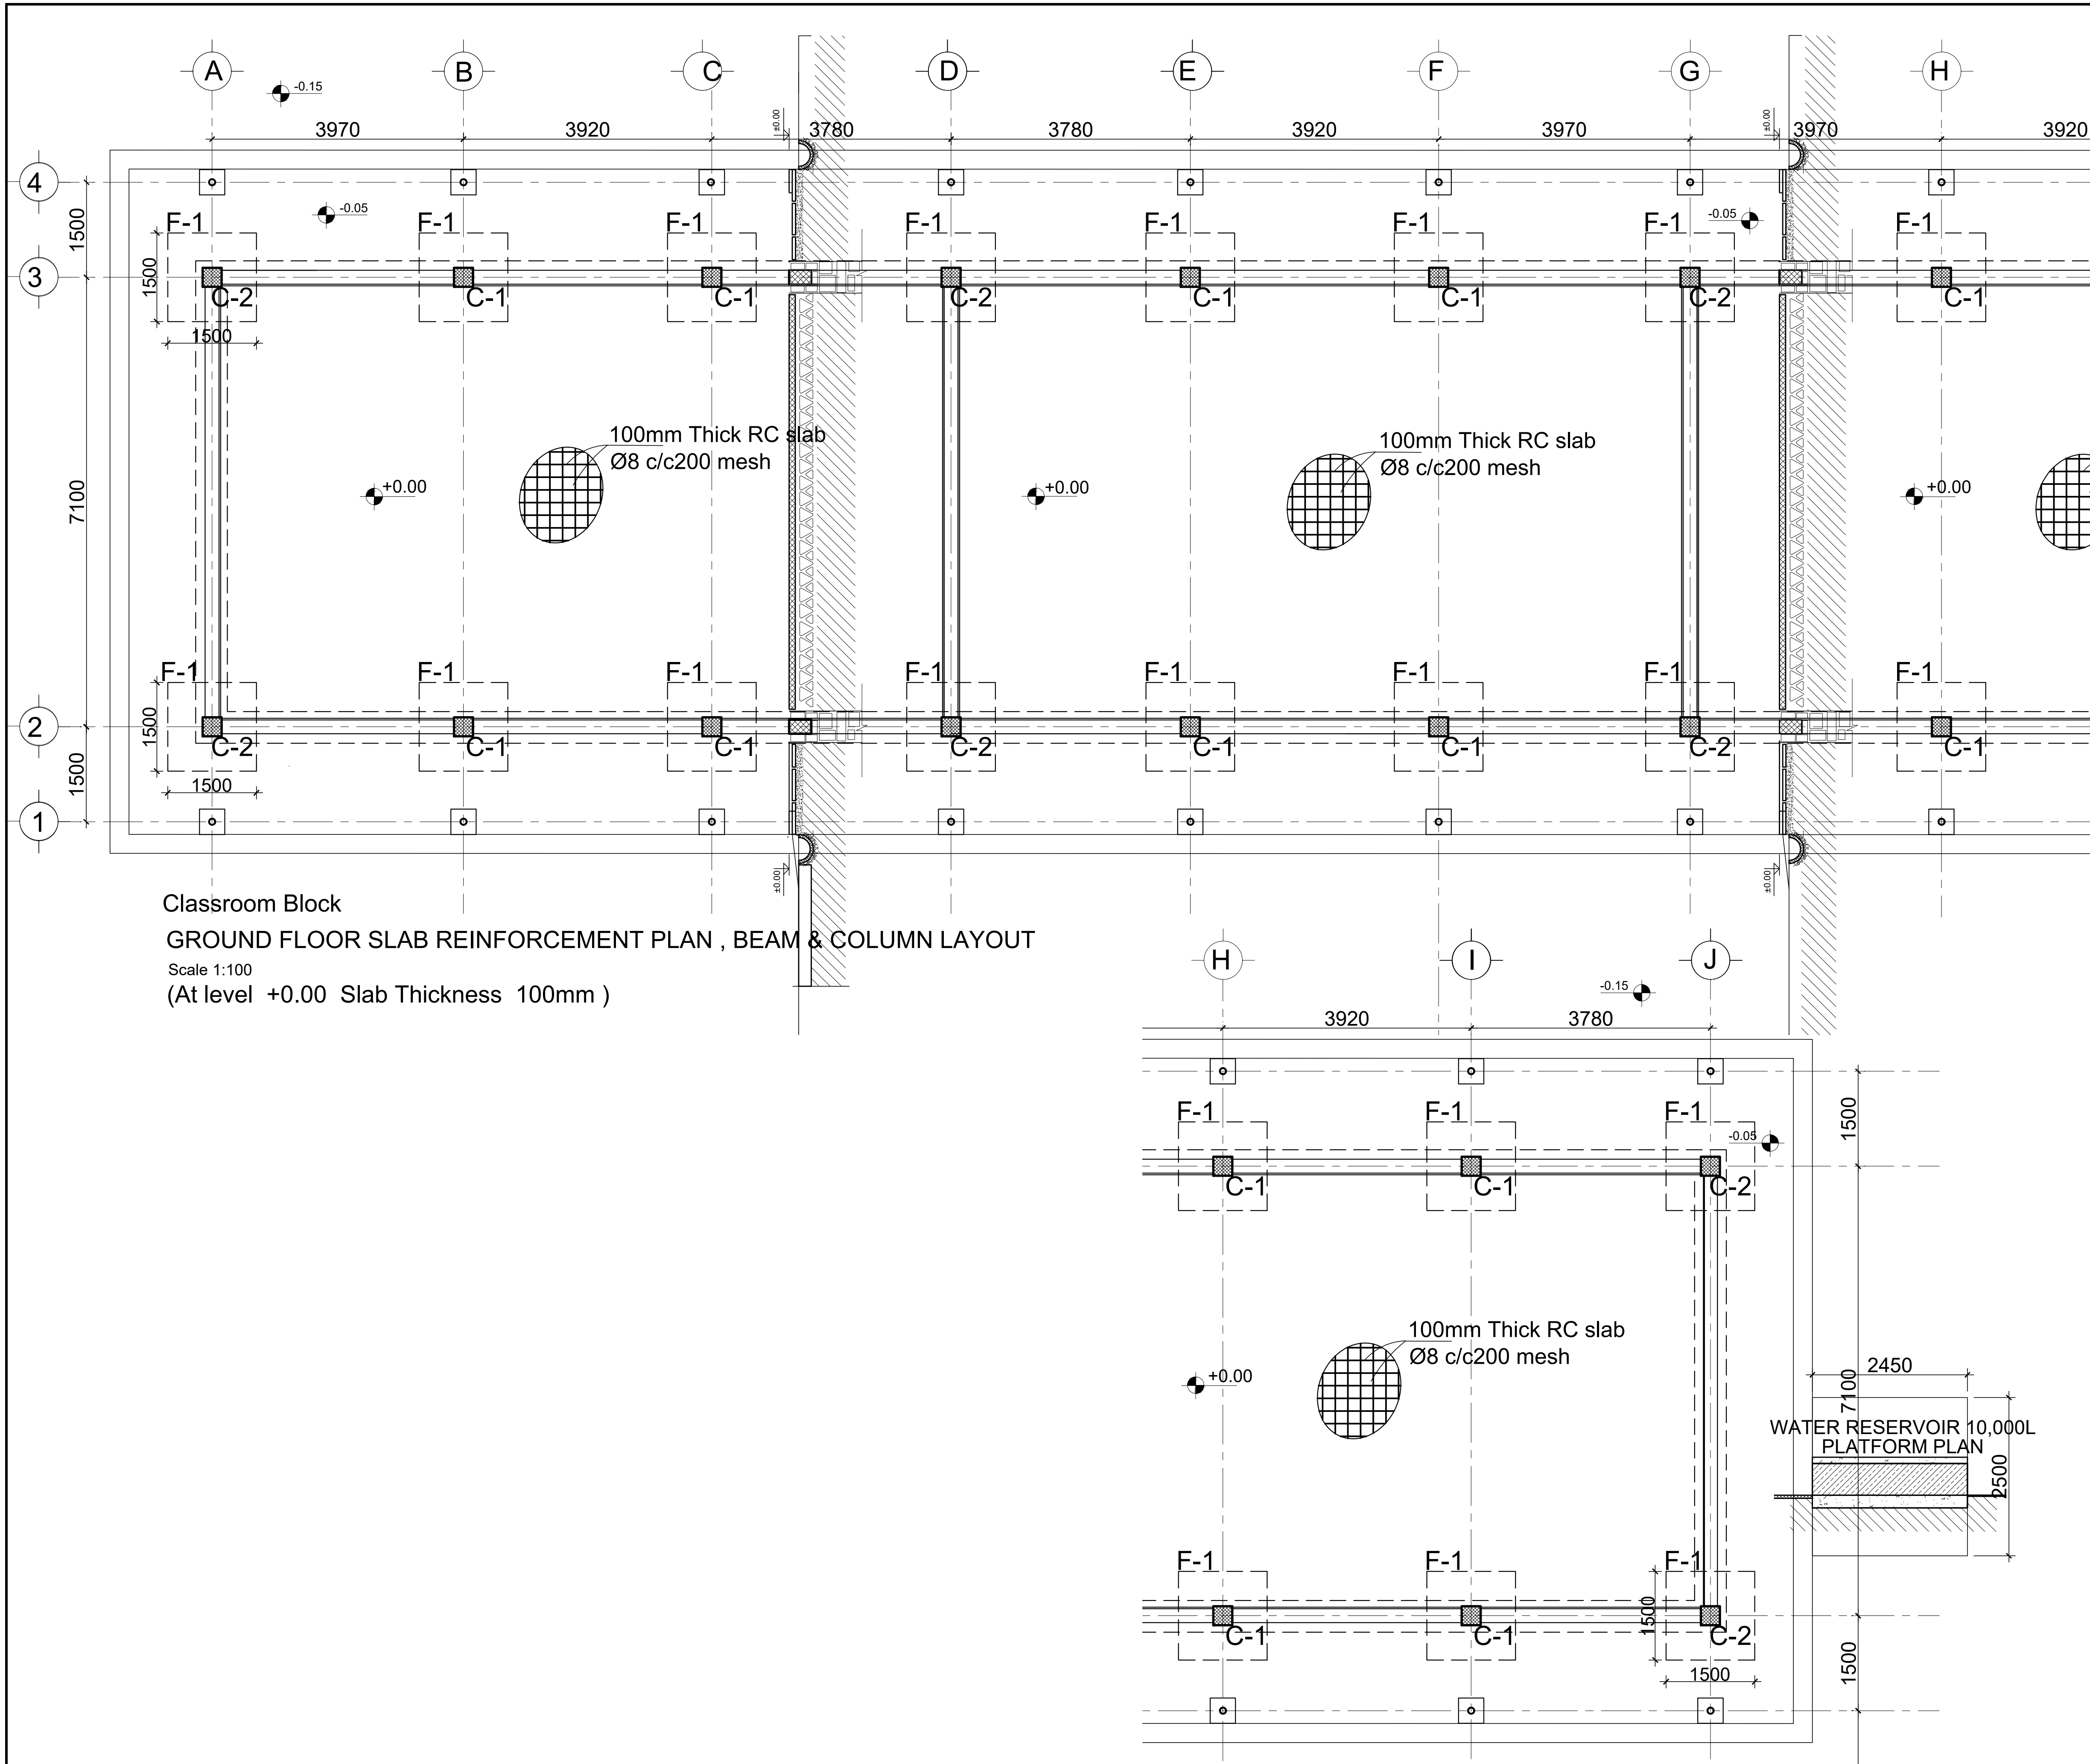 A B C D E F G H
-0.15
±0.00 ±0.00
3970 3920 3780 3780 3920 3970 3970 3920
4
-0.05 -0.05
1500
F-1 F-1 F-1 F-1 F-1 F-1 F-1 F-1
3
1500
C-2 C-1 C-1 C-2 C-1 C-1 C-2 C-1
1500
100mm Thick RC slab 100mm Thick RC slab
Ø8 c/c200 mesh Ø8 c/c200 mesh
7100
+0.00 +0.00 +0.00
F-1 F-1 F-1 F-1 F-1 F-1 F-1 F-1
2
1500
C-2 C-1 C-1 C-2 C-1 C-1 C-2 C-1
1500
1500
1
±0.00 ±0.00
Classroom Block
GROUND FLOOR SLAB REINFORCEMENT PLAN , BEAM & COLUMN LAYOUT
Scale 1:100
(At level +0.00 Slab Thickness 100mm )
H I J
-0.15
3920 3780
1500
F-1 F-1 F-1
-0.05
C-1 C-1 C-2
100mm Thick RC slab
Ø8 c/c200 mesh
+0.00
7100
2450
WATER RESERVOIR 10,000L
PLATFORM PLAN
2500
F-1 F-1 F-1
1500
C-1 C-1 C-2
1500
1500